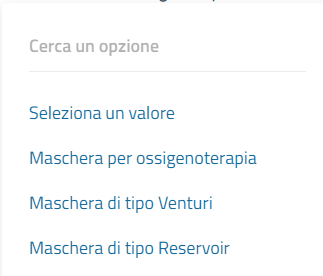 Cerca un opzione
Seleziona un valore
Maschera per ossigenoterapia
Maschera di tipo Venturi
Maschera di tipo Reservoir